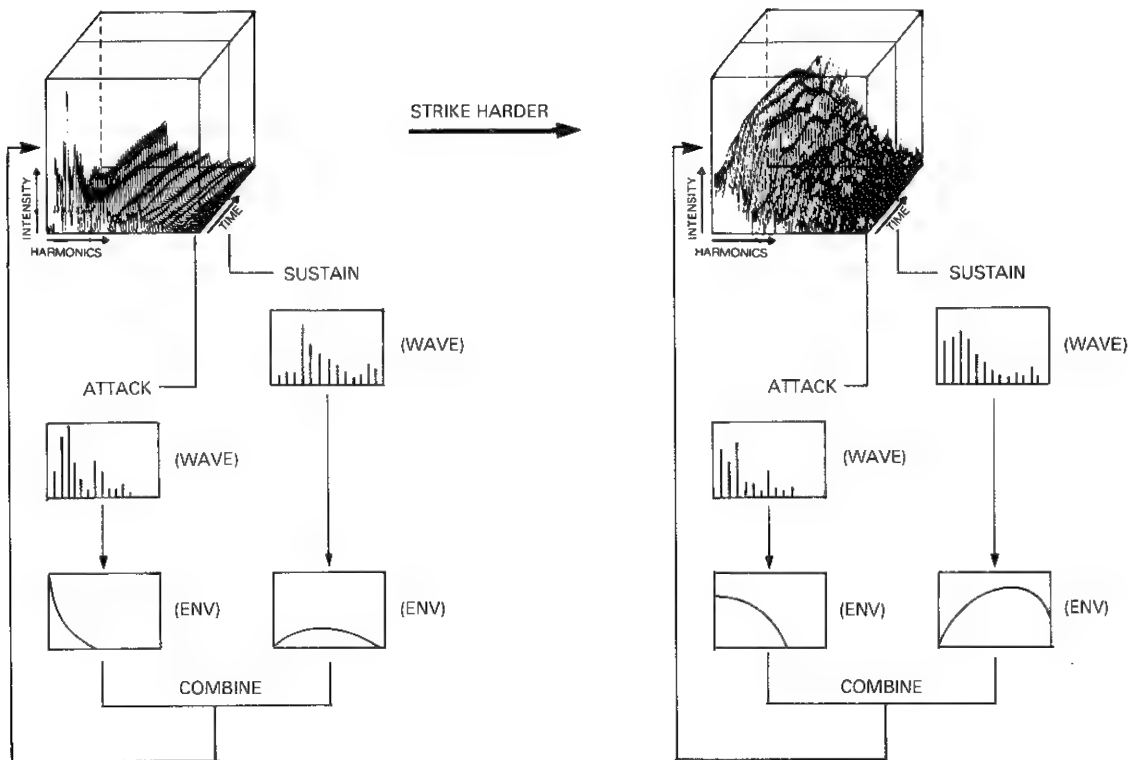 STRIKE HARDER
INTENSITY
TIME
HARMONICS
SUSTAIN
(WAVE)
ATTACK
(WAVE)
(ENV)
(ENV)
COMBINE
INTENSITY
TIME
HARMONICS
SUSTAIN
(WAVE)
ATTACK
(WAVE)
(ENV)
(ENV)
COMBINE